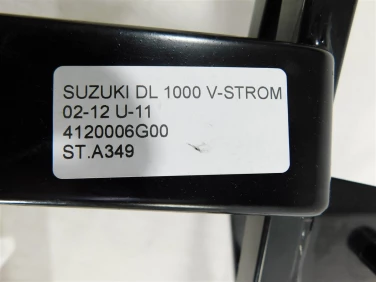 SUZUKI DL 1000 V-STROM
02-12 U-11
4120006G00
ST.A349